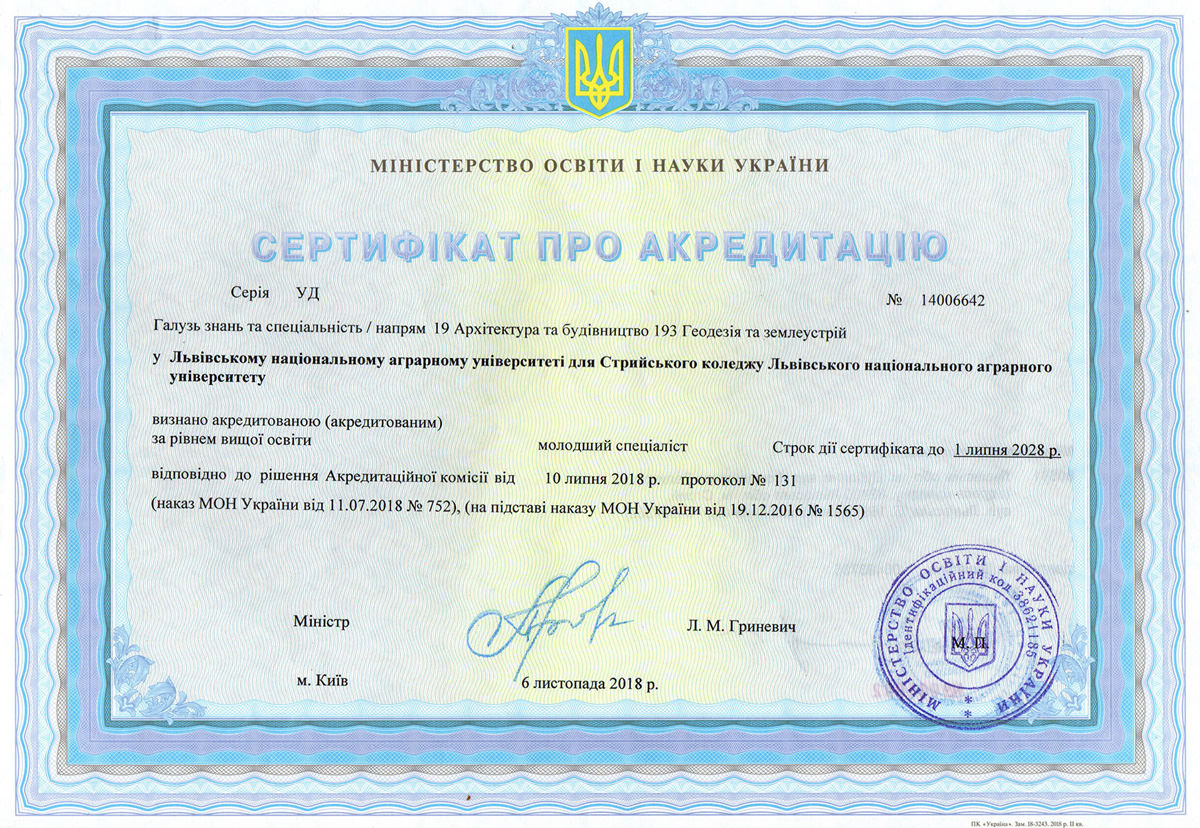 МІНІСТЕРСТВО ОСВІТИ І НАУКИ УКРАЇНИ
СЕРТИФІКАТ ПРО АКРЕДИТАЦІЮ
Серія УД № 14006642
Галузь знань та спеціальність / напрям 19 Архітектура та будівництво 193 Геодезія та землеустрій
у Львівському національному аграрному університеті для Стрийського коледжу Львівського національного аграрного
університету
визнано акредитованою (акредитованим)
за рівнем вищої освіти молодший спеціаліст Строк дії сертифіката до 1 липня 2028 р.
відповідно до рішення Акредитаційної комісії від 10 липня 2018 р. протокол № 131
(наказ МОН України від 11.07.2018 № 752), (на підставі наказу МОН України від 19.12.2016 № 1565)
Міністр Л. М. Гриневич
м. Київ 6 листопада 2018 р.
МІНІСТЕРСТВО ОСВІТИ І НАУКИ УКРАЇНИ
Ідентифікаційний код 38621185
М. П.
ПК «Україна». Зам. 18-3243. 2018 р. II кв.